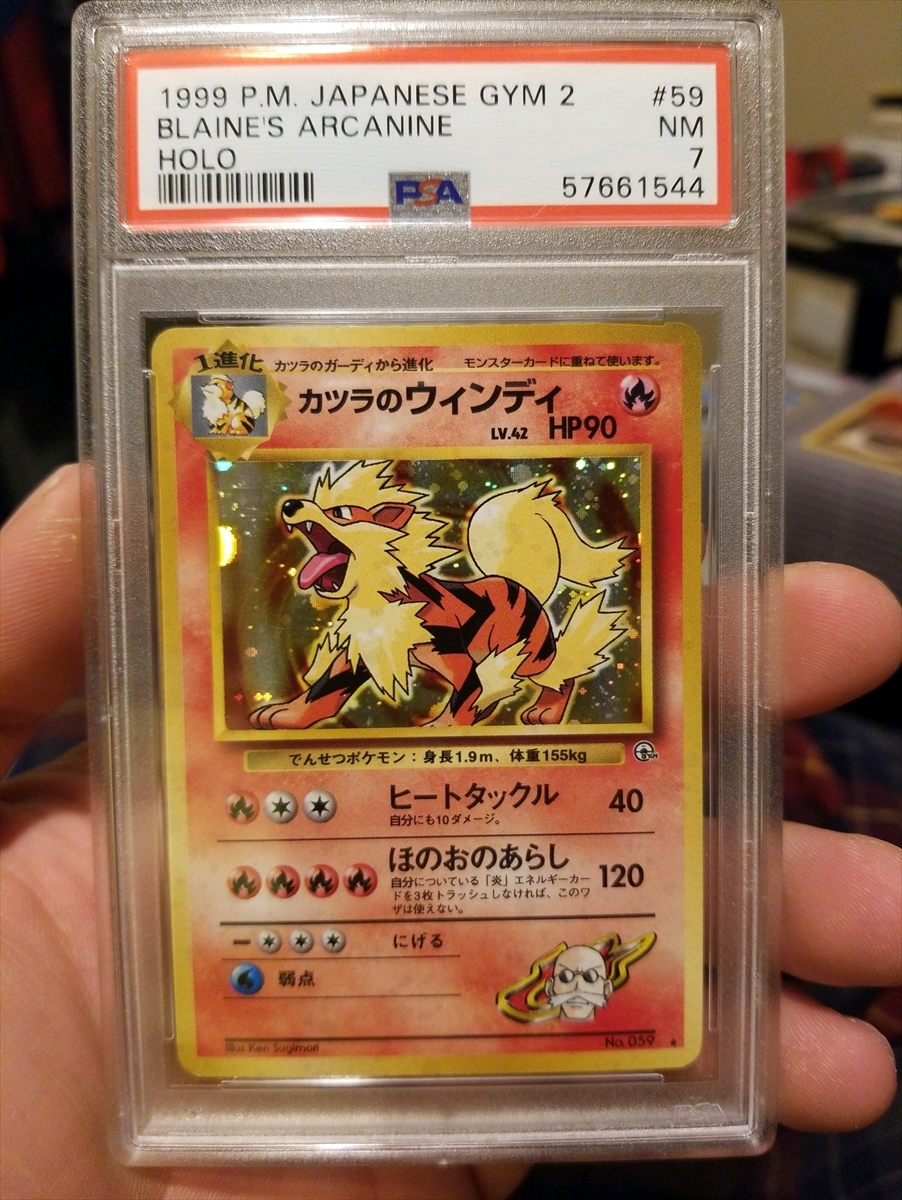 1999 P.M. JAPANESE GYM 2 #59
BLAINE'S ARCANINE NM
HOLO 7
PSA 57661544
1進化 カツラのガーディから進化 モンスターカードに重ねて使います。
カツラのウィンディ
LV.42 HP90
でんせつポケモン：身長1.9m、体重155kg
ヒートタックル 40
自分にも10ダメージ。
ほのおのあらし 120
自分についている「炎」エネルギーカー
ドを3枚トラッシュしなければ、このワ
ザは使えない。
にげる
弱点
Illus. Ken Sugimori No. 059 ★
PSA